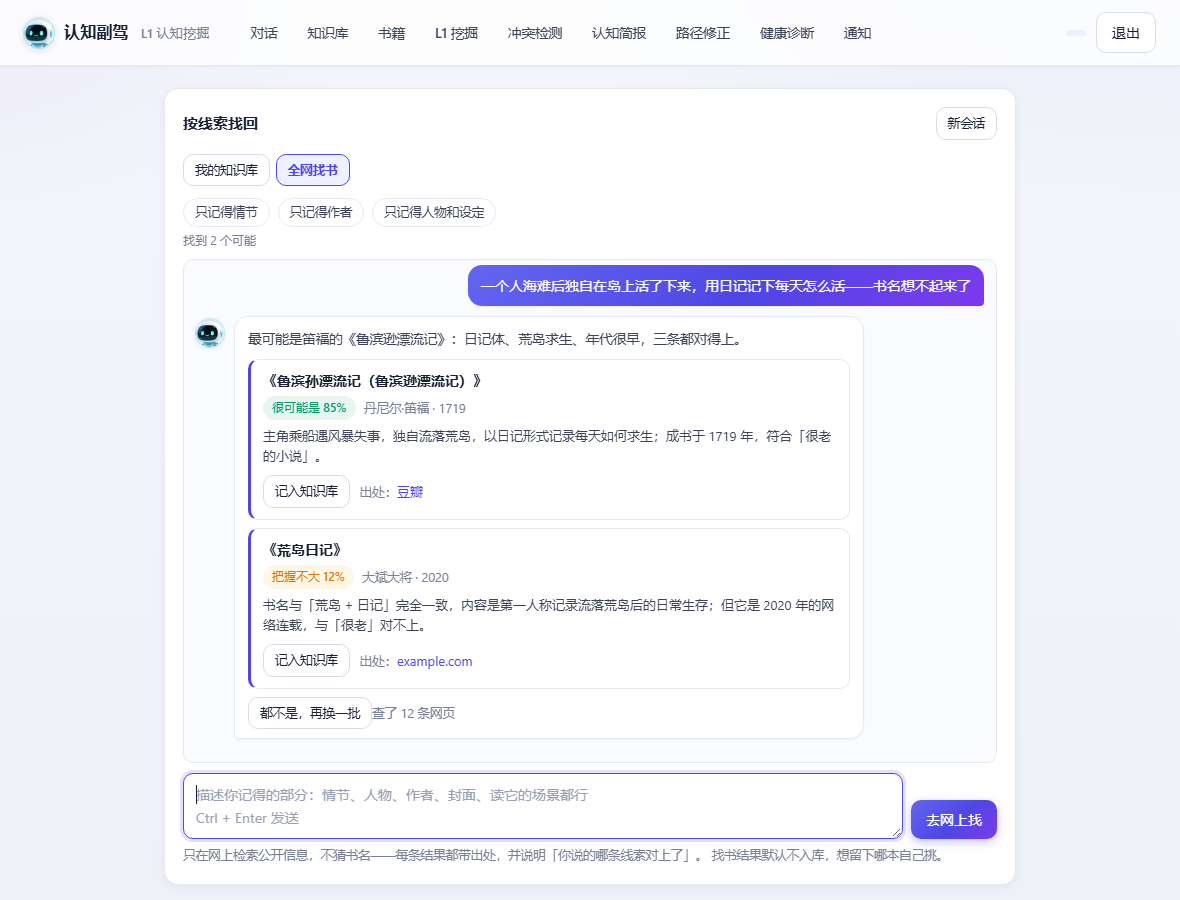 认知副驾 L1 认知挖掘 对话 知识库 书籍 L1 挖掘 冲突检测 认知简报 路径修正 健康诊断 通知 退出
按线索找回 新会话
我的知识库 全网找书
只记得情节 只记得作者 只记得人物和设定
找到 2 个可能
一个人海难后独自在岛上活了下来，用日记记下每天怎么活——书名想不起来了
最可能是笛福的《鲁滨逊漂流记》：日记体、荒岛求生、年代很早，三条都对得上。
《鲁滨孙漂流记（鲁滨逊漂流记）》
很可能是 85% 丹尼尔·笛福 · 1719
主角乘船遇风暴失事，独自流落荒岛，以日记形式记录每天如何求生；成书于 1719 年，符合「很老
的小说」。
记入知识库 出处：豆瓣
《荒岛日记》
把握不大 12% 大斌大将 · 2020
书名与「荒岛 + 日记」完全一致，内容是第一人称记录流落荒岛后的日常生存；但它是 2020 年的网
络连载，与「很老」对不上。
记入知识库 出处：example.com
都不是，再换一批 查了 12 条网页
描述你记得的部分：情节、人物、作者、封面、读它的场景都行
Ctrl + Enter 发送
去网上找
只在网上检索公开信息，不猜书名——每条结果都带出处，并说明「你说的哪条线索对上了」。 找书结果默认不入库，想留下哪本自己挑。